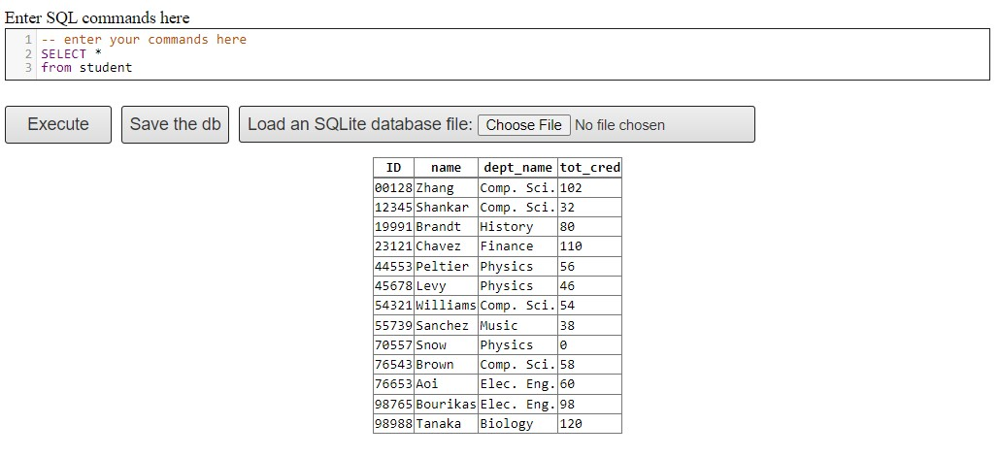 Enter SQL commands here
1 -- enter your commands here
2 SELECT *
3 from student
Execute Save the db Load an SQLite database file: Choose File No file chosen
ID name dept_name tot_cred
00128 Zhang Comp. Sci. 102
12345 Shankar Comp. Sci. 32
19991 Brandt History 80
23121 Chavez Finance 110
44553 Peltier Physics 56
45678 Levy Physics 46
54321 Williams Comp. Sci. 54
55739 Sanchez Music 38
70557 Snow Physics 0
76543 Brown Comp. Sci. 58
76653 Aoi Elec. Eng. 60
98765 Bourikas Elec. Eng. 98
98988 Tanaka Biology 120